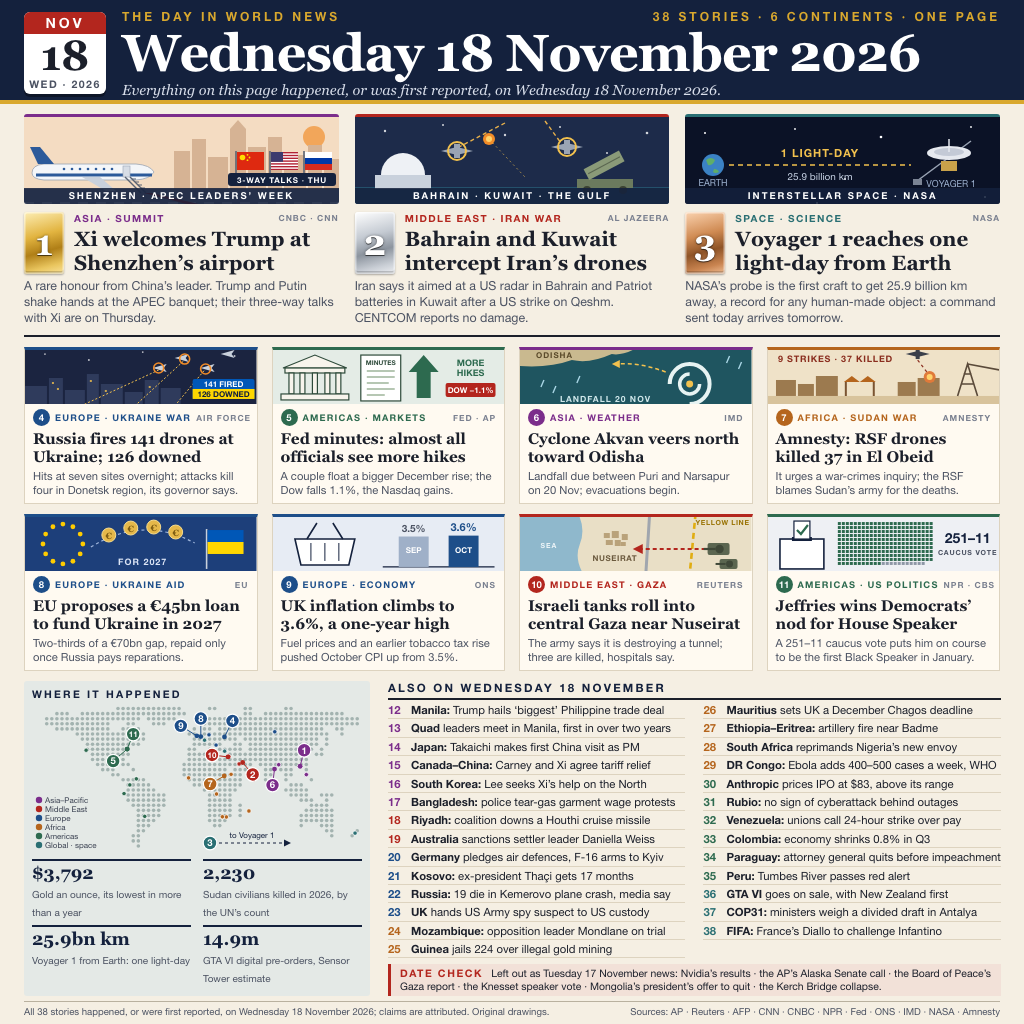 NOV
18
WED · 2026
THE DAY IN WORLD NEWS
38 STORIES · 6 CONTINENTS · ONE PAGE
Wednesday 18 November 2026
Everything on this page happened, or was first reported, on Wednesday 18 November 2026.
3-WAY TALKS · THU
SHENZHEN · APEC LEADERS' WEEK
1
ASIA · SUMMIT
CNBC · CNN
Xi welcomes Trump at
Shenzhen's airport
A rare honour from China's leader. Trump and Putin
shake hands at the APEC banquet; their three-way talks
with Xi are on Thursday.
BAHRAIN · KUWAIT · THE GULF
2
MIDDLE EAST · IRAN WAR
AL JAZEERA
Bahrain and Kuwait
intercept Iran's drones
Iran says it aimed at a US radar in Bahrain and Patriot
batteries in Kuwait after a US strike on Qeshm.
CENTCOM reports no damage.
1 LIGHT-DAY
25.9 billion km
EARTH
VOYAGER 1
INTERSTELLAR SPACE · NASA
3
SPACE · SCIENCE
NASA
Voyager 1 reaches one
light-day from Earth
NASA's probe is the first craft to get 25.9 billion km
away, a record for any human-made object: a command
sent today arrives tomorrow.
141 FIRED
126 DOWNED
4
EUROPE · UKRAINE WAR
AIR FORCE
Russia fires 141 drones at
Ukraine; 126 downed
Hits at seven sites overnight; attacks kill
four in Donetsk region, its governor says.
MINUTES
MORE
HIKES
DOW −1.1%
5
AMERICAS · MARKETS
FED · AP
Fed minutes: almost all
officials see more hikes
A couple float a bigger December rise; the
Dow falls 1.1%, the Nasdaq gains.
ODISHA
LANDFALL 20 NOV
6
ASIA · WEATHER
IMD
Cyclone Akvan veers north
toward Odisha
Landfall due between Puri and Narsapur
on 20 Nov; evacuations begin.
9 STRIKES · 37 KILLED
7
AFRICA · SUDAN WAR
AMNESTY
Amnesty: RSF drones
killed 37 in El Obeid
It urges a war-crimes inquiry; the RSF
blames Sudan's army for the deaths.
€ € € €
FOR 2027
8
EUROPE · UKRAINE AID
EU
EU proposes a €45bn loan
to fund Ukraine in 2027
Two-thirds of a €70bn gap, repaid only
once Russia pays reparations.
3.5%
3.6%
SEP
OCT
9
EUROPE · ECONOMY
ONS
UK inflation climbs to
3.6%, a one-year high
Fuel prices and an earlier tobacco tax rise
pushed October CPI up from 3.5%.
YELLOW LINE
SEA
NUSEIRAT
10
MIDDLE EAST · GAZA
REUTERS
Israeli tanks roll into
central Gaza near Nuseirat
The army says it is destroying a tunnel;
three are killed, hospitals say.
251–11
CAUCUS VOTE
11
AMERICAS · US POLITICS
NPR · CBS
Jeffries wins Democrats'
nod for House Speaker
A 251–11 caucus vote puts him on course
to be the first Black Speaker in January.
WHERE IT HAPPENED
11
9
8
4
5
10
7
2
6
1
Asia–Pacific
Middle East
Europe
Africa
Americas
Global · space
3
to Voyager 1
$3,792
Gold an ounce, its lowest in more
than a year
2,230
Sudan civilians killed in 2026, by
the UN's count
25.9bn km
Voyager 1 from Earth: one light-day
14.9m
GTA VI digital pre-orders, Sensor
Tower estimate
ALSO ON WEDNESDAY 18 NOVEMBER
12 Manila: Trump hails 'biggest' Philippine trade deal
13 Quad leaders meet in Manila, first in over two years
14 Japan: Takaichi makes first China visit as PM
15 Canada–China: Carney and Xi agree tariff relief
16 South Korea: Lee seeks Xi's help on the North
17 Bangladesh: police tear-gas garment wage protests
18 Riyadh: coalition downs a Houthi cruise missile
19 Australia sanctions settler leader Daniella Weiss
20 Germany pledges air defences, F-16 arms to Kyiv
21 Kosovo: ex-president Thaçi gets 17 months
22 Russia: 19 die in Kemerovo plane crash, media say
23 UK hands US Army spy suspect to US custody
24 Mozambique: opposition leader Mondlane on trial
25 Guinea jails 224 over illegal gold mining
26 Mauritius sets UK a December Chagos deadline
27 Ethiopia–Eritrea: artillery fire near Badme
28 South Africa reprimands Nigeria's new envoy
29 DR Congo: Ebola adds 400–500 cases a week, WHO
30 Anthropic prices IPO at $83, above its range
31 Rubio: no sign of cyberattack behind outages
32 Venezuela: unions call 24-hour strike over pay
33 Colombia: economy shrinks 0.8% in Q3
34 Paraguay: attorney general quits before impeachment
35 Peru: Tumbes River passes red alert
36 GTA VI goes on sale, with New Zealand first
37 COP31: ministers weigh a divided draft in Antalya
38 FIFA: France's Diallo to challenge Infantino
DATE CHECK Left out as Tuesday 17 November news: Nvidia's results · the AP's Alaska Senate call · the Board of Peace's
Gaza report · the Knesset speaker vote · Mongolia's president's offer to quit · the Kerch Bridge collapse.
All 38 stories happened, or were first reported, on Wednesday 18 November 2026; claims are attributed. Original drawings.
Sources: AP · Reuters · AFP · CNN · CNBC · NPR · Fed · ONS · IMD · NASA · Amnesty